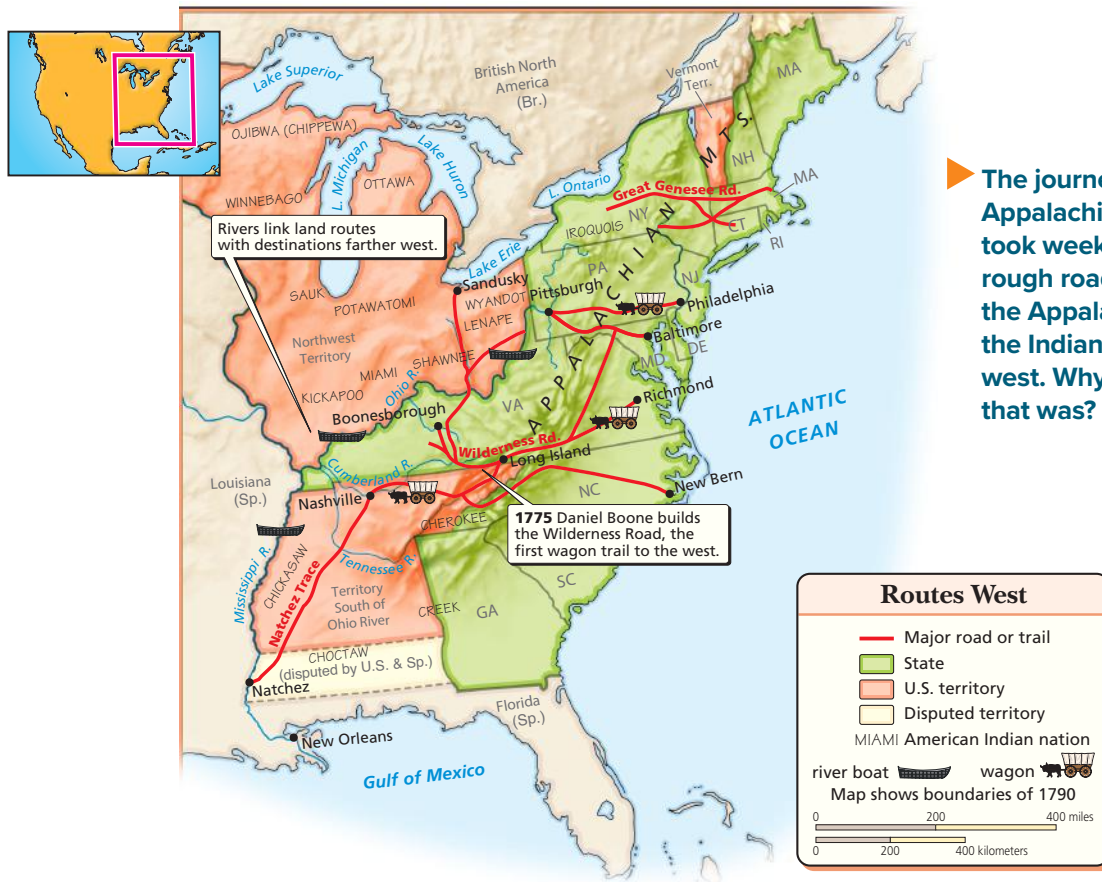 Lake Superior
British North
America
(Br.)
Vermont
Terr.
MA
OJIBWA (CHIPPEWA)
L. Michigan
Lake Huron
OTTAWA
WINNEBAGO
L. Ontario
Great Genesee Rd.
MTS.
NH
MA
NY
IROQUOIS
CT
RI
Rivers link land routes
with destinations farther west.
Lake Erie
Sandusky
WYANDOT
PA
NJ
SAUK
POTAWATOMI
Pittsburgh
Philadelphia
LENAPE
Baltimore
Northwest
Territory
SHAWNEE
MD
DE
MIAMI
KICKAPOO
Ohio R.
APPALACHIAN
Richmond
VA
Boonesborough
ATLANTIC
OCEAN
Wilderness Rd.
Long Island
Cumberland R.
Louisiana
(Sp.)
Nashville
NC
New Bern
CHEROKEE
1775 Daniel Boone builds
the Wilderness Road, the
first wagon trail to the west.
Mississippi R.
CHICKASAW
Natchez Trace
Tennessee R.
Territory
South of
Ohio River
CREEK
SC
GA
CHOCTAW
(disputed by U.S. & Sp.)
Natchez
Florida
(Sp.)
New Orleans
Gulf of Mexico
The journe
Appalachi
took week
rough road
the Appala
the Indian
west. Why
that was?
Routes West
Major road or trail
State
U.S. territory
Disputed territory
MIAMI American Indian nation
river boat wagon
Map shows boundaries of 1790
0 200 400 miles
0 200 400 kilometers